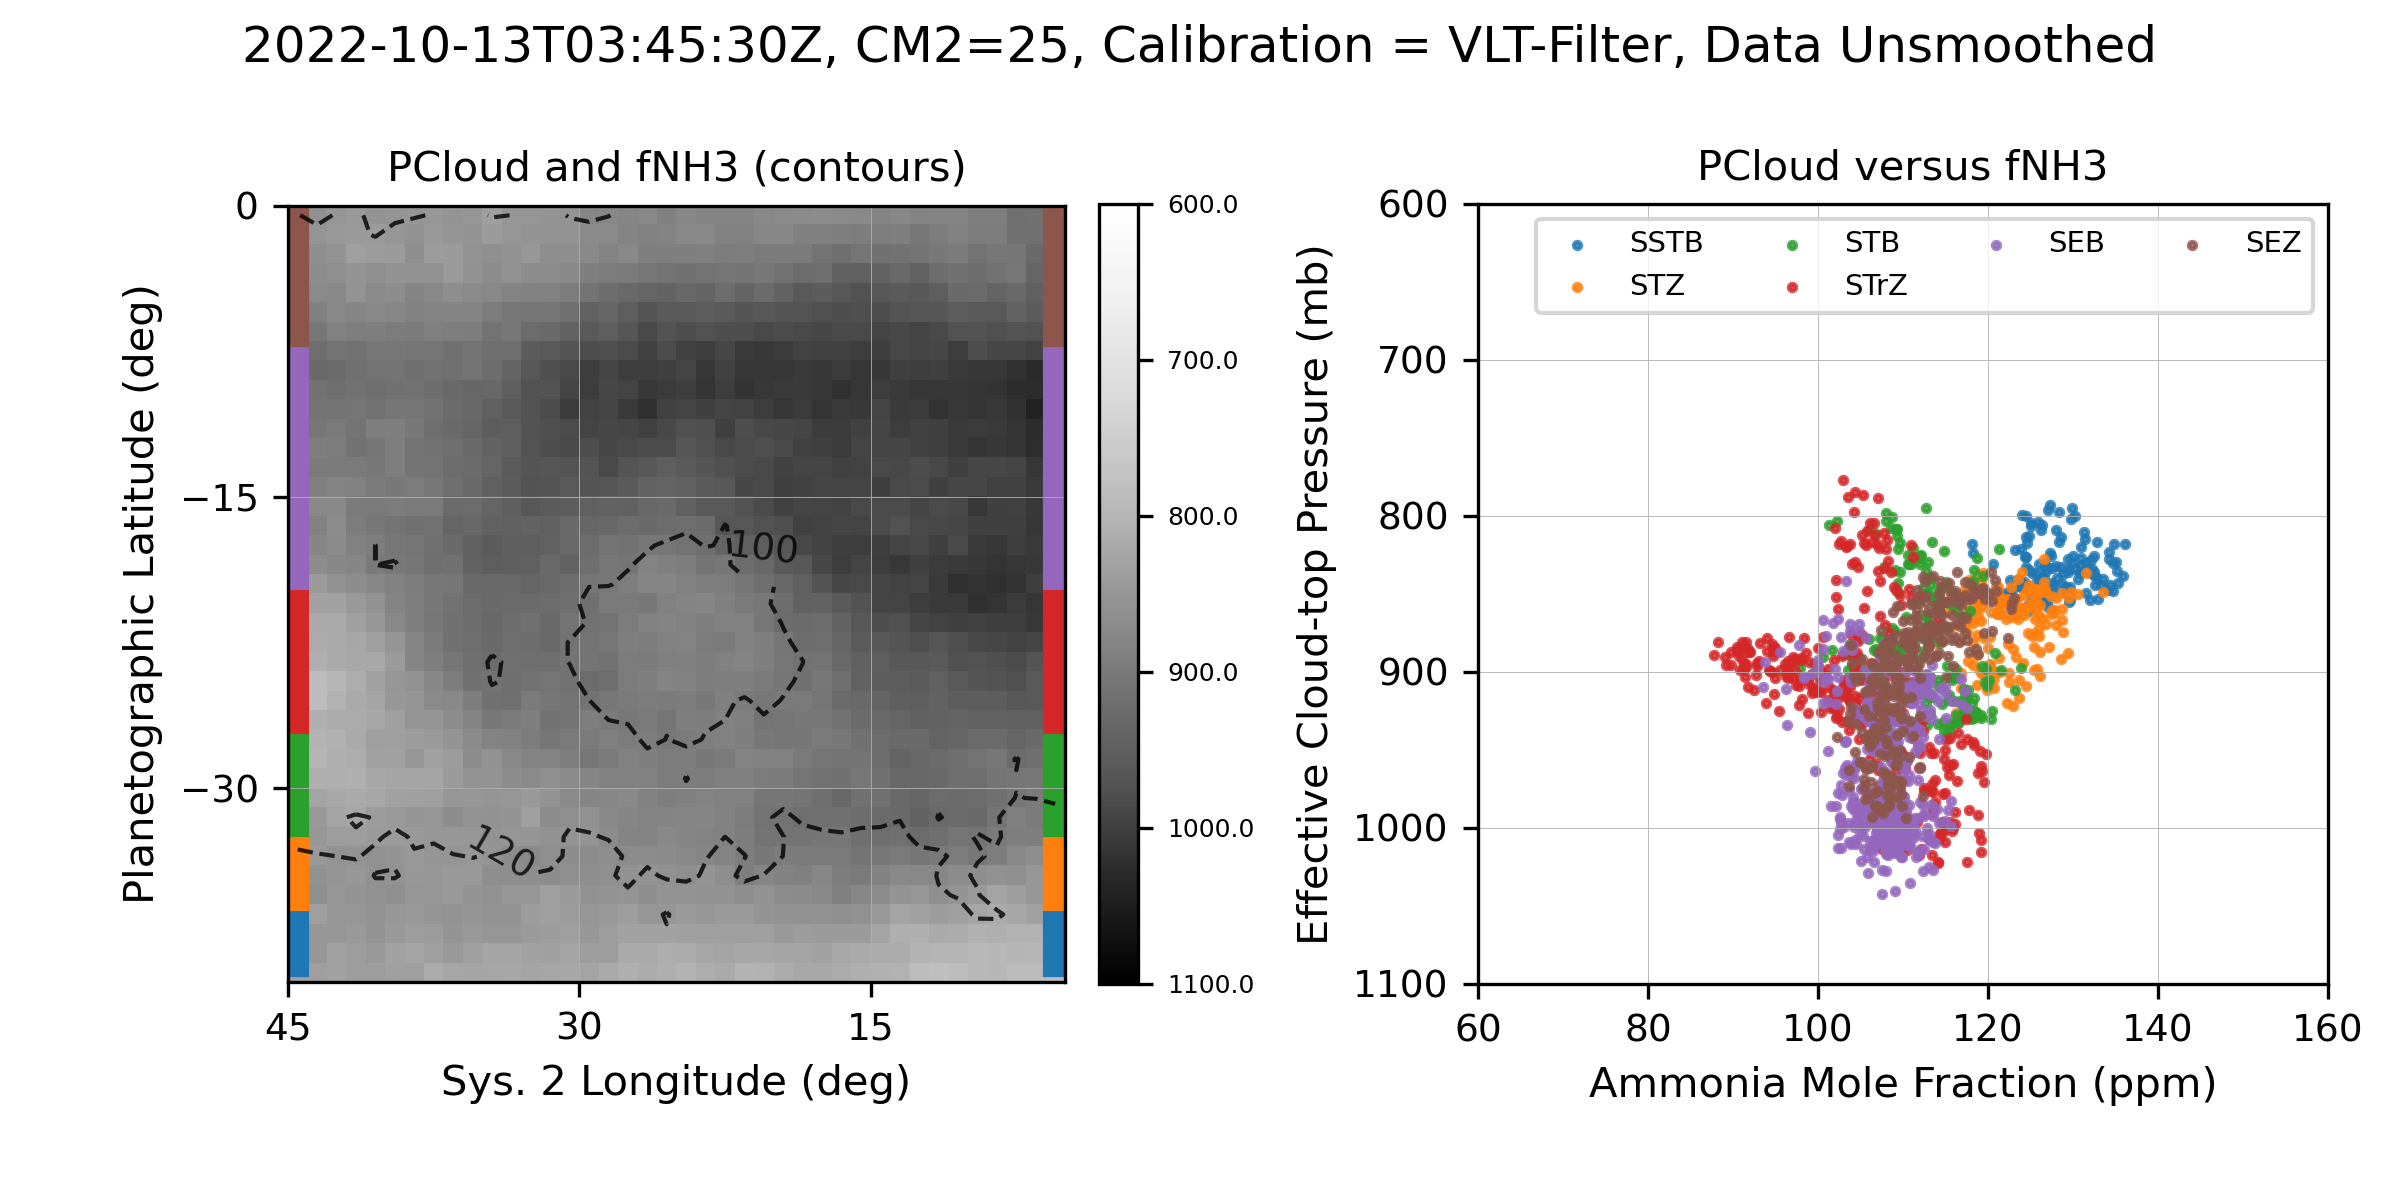 2022-10-13T03:45:30Z, CM2=25, Calibration = VLT-Filter, Data Unsmoothed
PCloud and fNH3 (contours)
Planetographic Latitude (deg)
0
−15
−30
45
30
15
Sys. 2 Longitude (deg)
100
120
600.0
700.0
800.0
900.0
1000.0
1100.0
PCloud versus fNH3
Effective Cloud-top Pressure (mb)
600
700
800
900
1000
1100
SSTB
STZ
STB
STrZ
SEB
SEZ
60
80
100
120
140
160
Ammonia Mole Fraction (ppm)